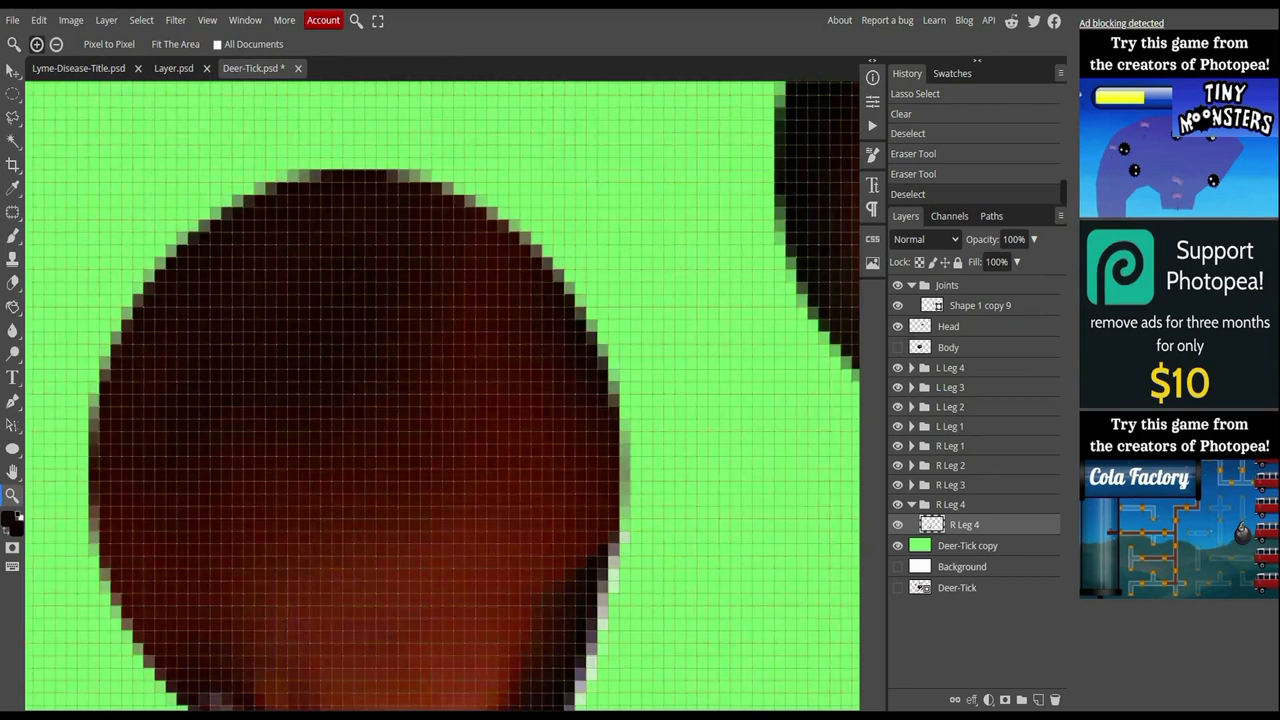 File Edit Image Layer Select Filter View Window More Account About Report a bug Learn Blog API
Pixel to Pixel Fit The Area All Documents
Lyme-Disease-Title.psd Layer.psd Deer-Tick.psd *
History Swatches
Lasso Select
Clear
Deselect
Eraser Tool
Eraser Tool
Deselect
Layers Channels Paths
Normal Opacity: 100%
Lock: Fill: 100%
Joints
Shape 1 copy 9
Head
Body
L Leg 4
L Leg 3
L Leg 2
L Leg 1
R Leg 1
R Leg 2
R Leg 3
R Leg 4
R Leg 4
Deer-Tick copy
Background
Deer-Tick
CSS
eff
Ad blocking detected
Try this game from
the creators of Photopea!
TINY
MOONSTERS
Support
Photopea!
remove ads for three months
for only
$10
Try this game from
the creators of Photopea!
Cola Factory